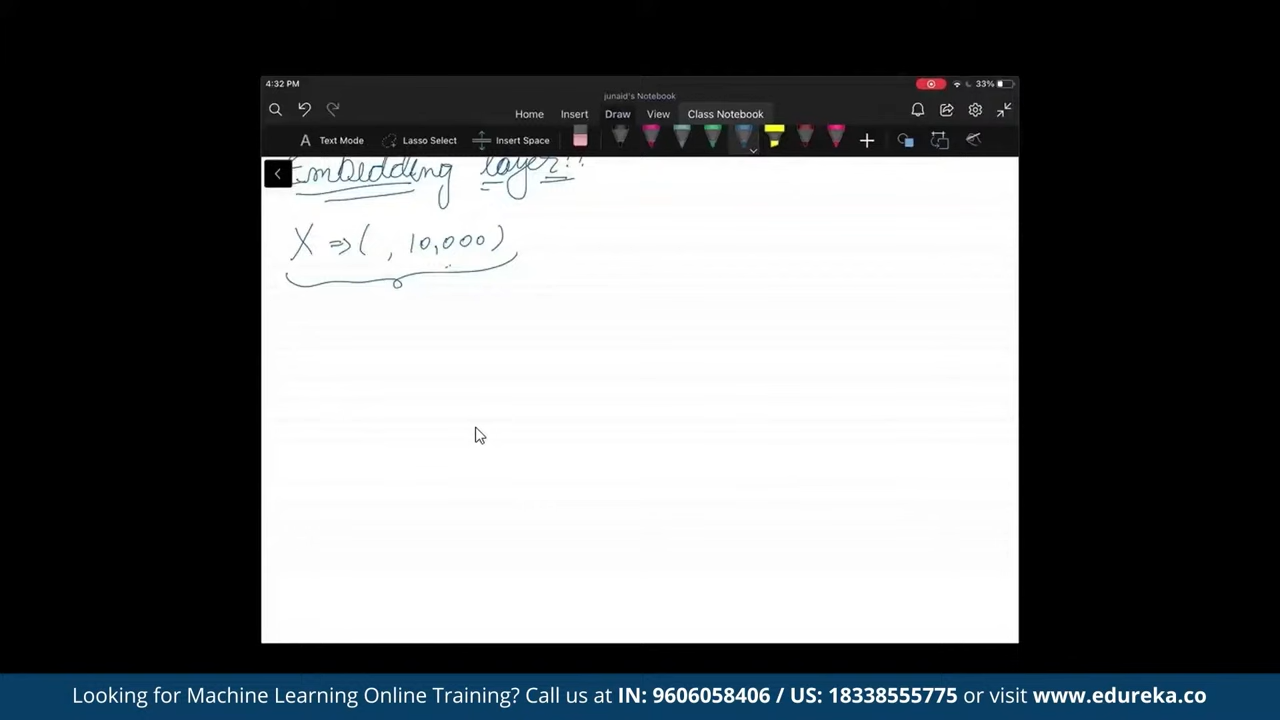 4:32 PM
33%
junaid's Notebook
Home Insert Draw View Class Notebook
A Text Mode Lasso Select Insert Space
Embedding layer!!
X => ( , 10,000)
Looking for Machine Learning Online Training? Call us at IN: 9606058406 / US: 18338555775 or visit www.edureka.co